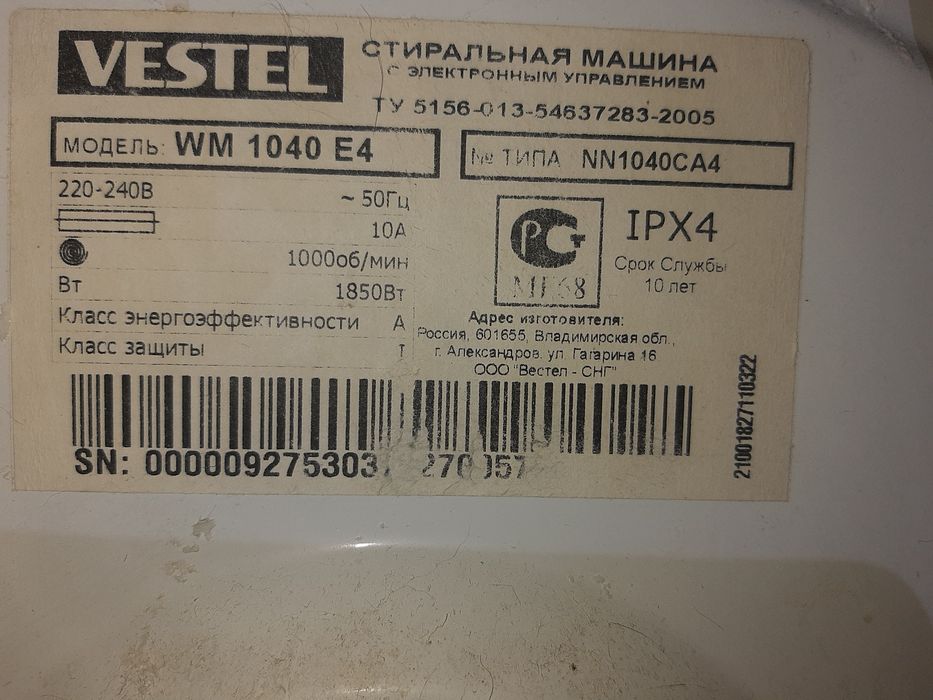 VESTEL
СТИРАЛЬНАЯ МАШИНА
С ЭЛЕКТРОННЫМ УПРАВЛЕНИЕМ
ТУ 5156-013-54637283-2005
МОДЕЛЬ: WM 1040 E4
№ ТИПА NN1040CA4
220-240В ~ 50Гц
10А
1000об/мин
Вт 1850Вт
Класс энергоэффективности А
Класс защиты I
РСТ
IPX4
Срок Службы
10 лет
Адрес изготовителя:
Россия, 601655, Владимирская обл.,
г. Александров. ул. Гагарина 16
ООО "Вестел - СНГ"
SN:
21001827110322